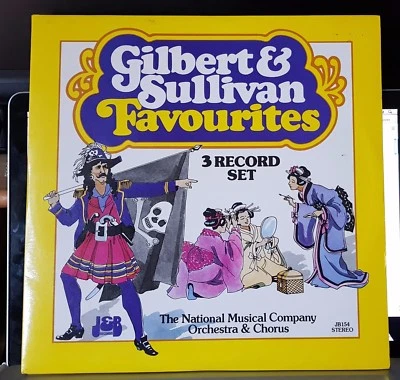 Gilbert &
Sullivan
Favourites
3 RECORD
SET
J&B
The National Musical Company
Orchestra & Chorus
JB154
STEREO